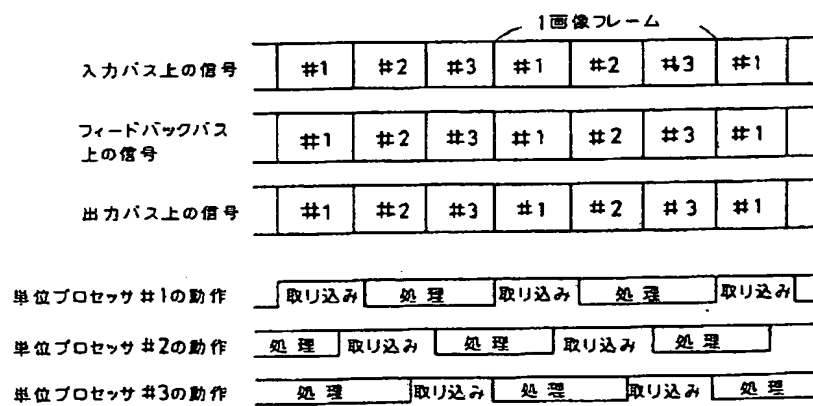 1画像フレーム
入力バス上の信号 #1 #2 #3 #1 #2 #3 #1
フィードバックバス
上の信号 #1 #2 #3 #1 #2 #3 #1
出力バス上の信号 #1 #2 #3 #1 #2 #3 #1
単位プロセッサ#1の動作 取り込み 処理 取り込み 処理 取り込み
単位プロセッサ#2の動作 処理 取り込み 処理 取り込み 処理
単位プロセッサ#3の動作 処理 取り込み 処理 取り込み 処理